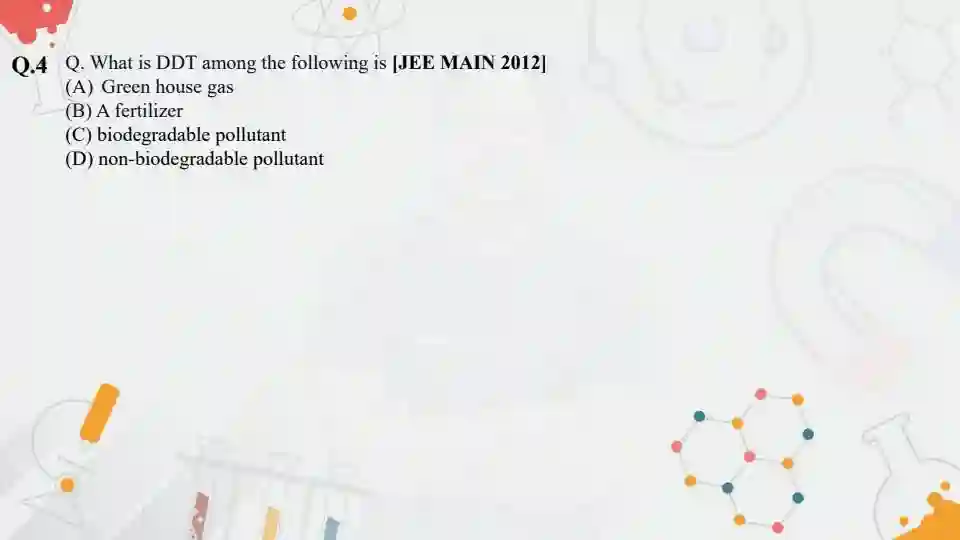 Q.4 Q. What is DDT among the following is [JEE MAIN 2012]
(A) Green house gas
(B) A fertilizer
(C) biodegradable pollutant
(D) non-biodegradable pollutant